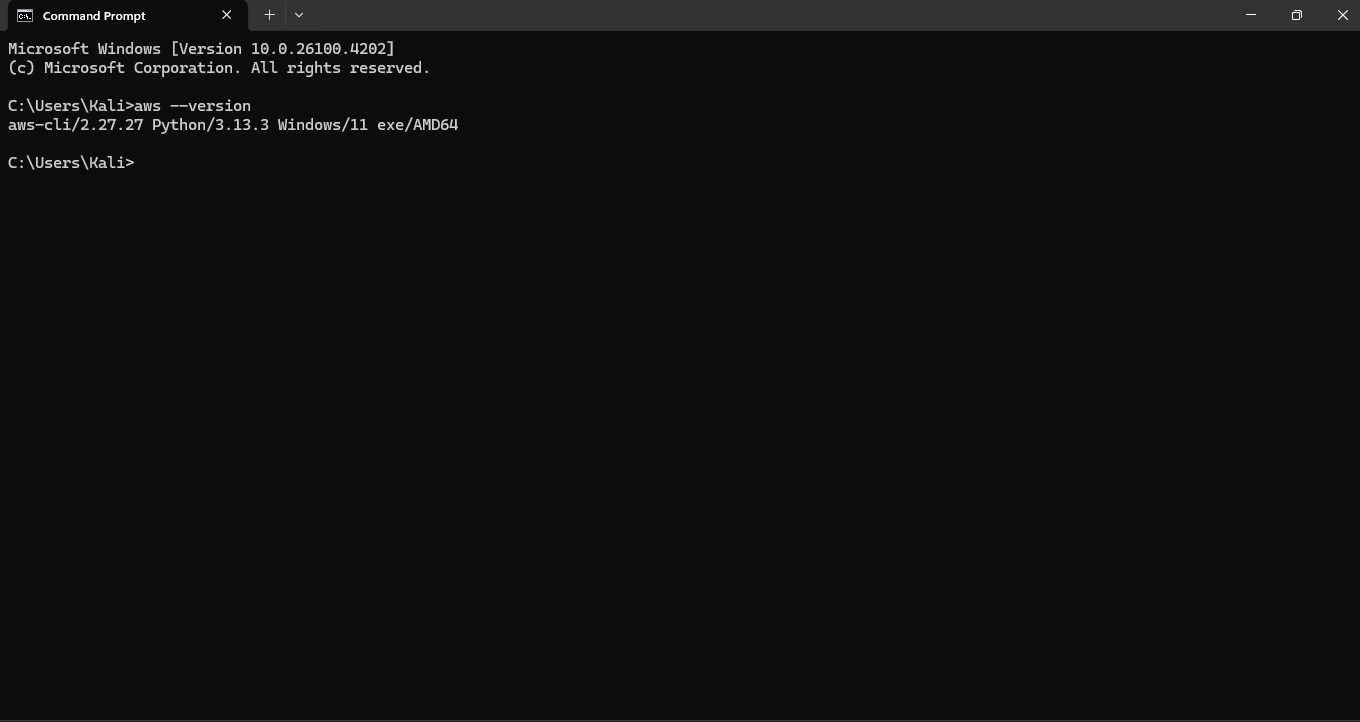 Command Prompt
Microsoft Windows [Version 10.0.26100.4202]
(c) Microsoft Corporation. All rights reserved.
C:\Users\Kali>aws --version
aws-cli/2.27.27 Python/3.13.3 Windows/11 exe/AMD64
C:\Users\Kali>